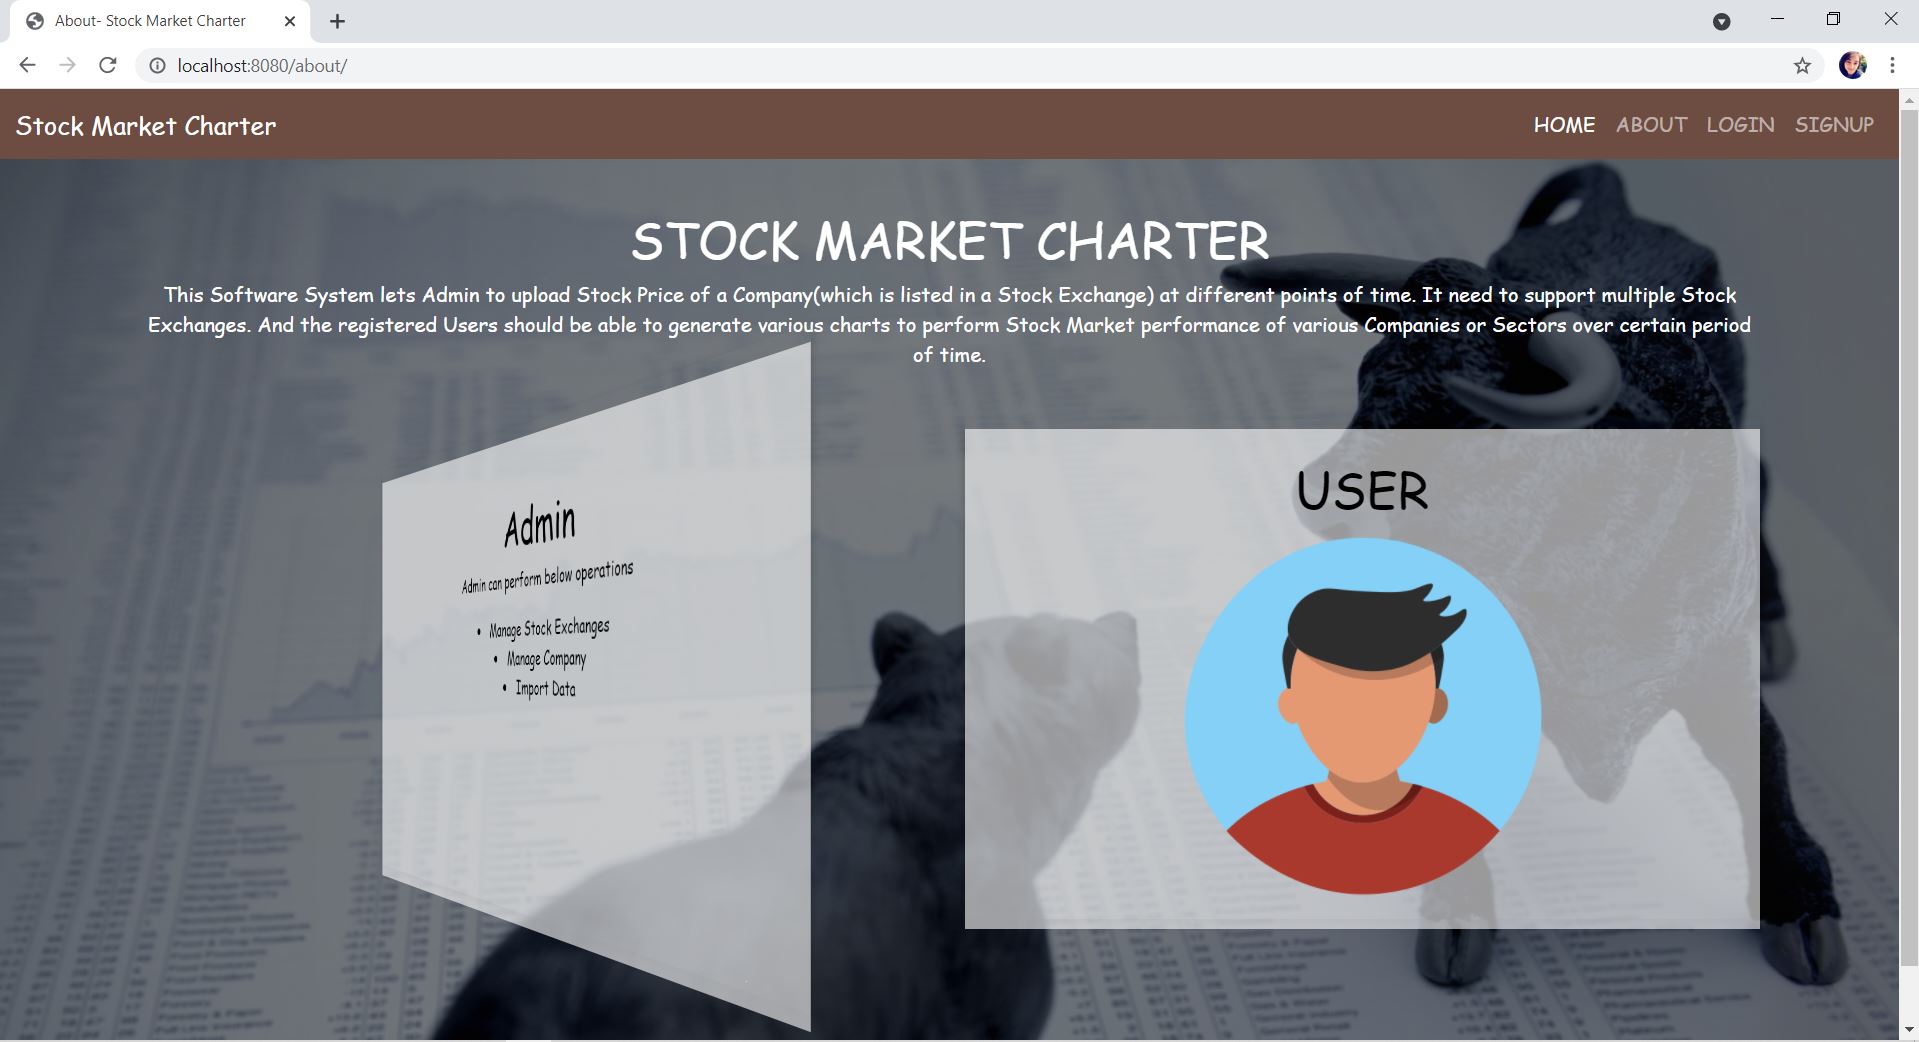 About- Stock Market Charter
localhost:8080/about/
Stock Market Charter
HOME ABOUT LOGIN SIGNUP
STOCK MARKET CHARTER
This Software System lets Admin to upload Stock Price of a Company(which is listed in a Stock Exchange) at different points of time. It need to support multiple Stock
Exchanges. And the registered Users should be able to generate various charts to perform Stock Market performance of various Companies or Sectors over certain period
of time.
Admin
Admin can perform below operations
• Manage Stock Exchanges
• Manage Company
• Import Data
USER